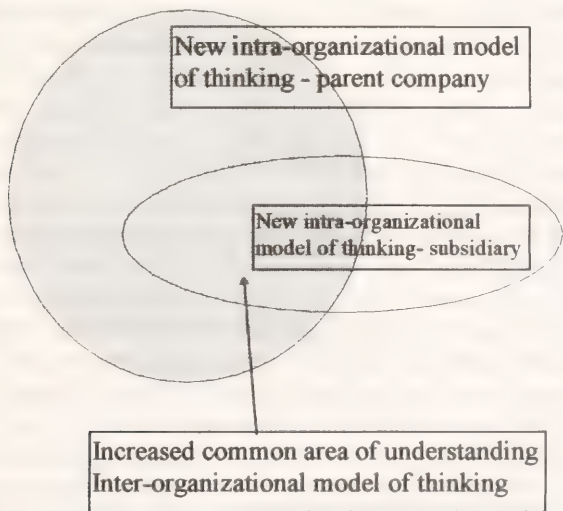 New intra-organizational model
of thinking - parent company
New intra-organizational
model of thinking- subsidiary
Increased common area of understanding
Inter-organizational model of thinking